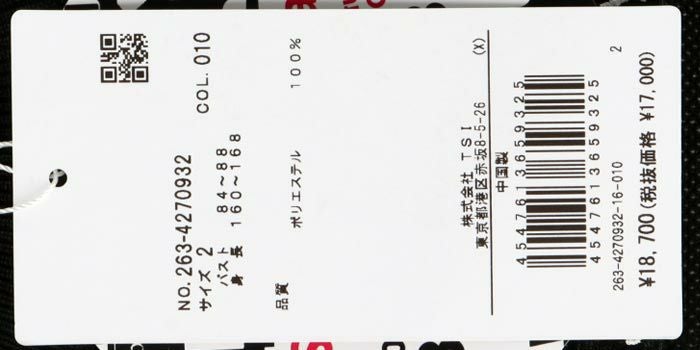 NO. 263-4270932 COL. 010
サイズ 2
バスト 84～88
身長 160～168
品質 ポリエステル 100%
株式会社 TSI (X)
東京都港区赤坂8-5-26
中国製
4547613659325
4547613659325
263-4270932-16-010 2
¥18,700(税抜価格 ¥17,000)